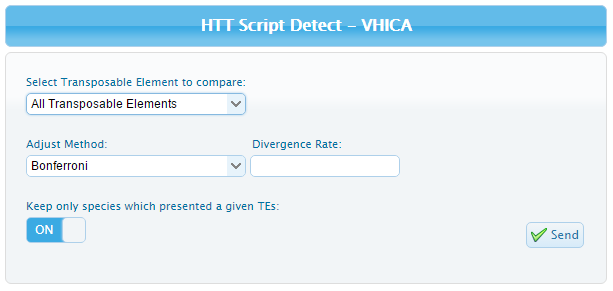 HTT Script Detect - VHICA
Select Transposable Element to compare:
All Transposable Elements
Adjust Method: Divergence Rate:
Bonferroni
Keep only species which presented a given TEs:
ON
Send